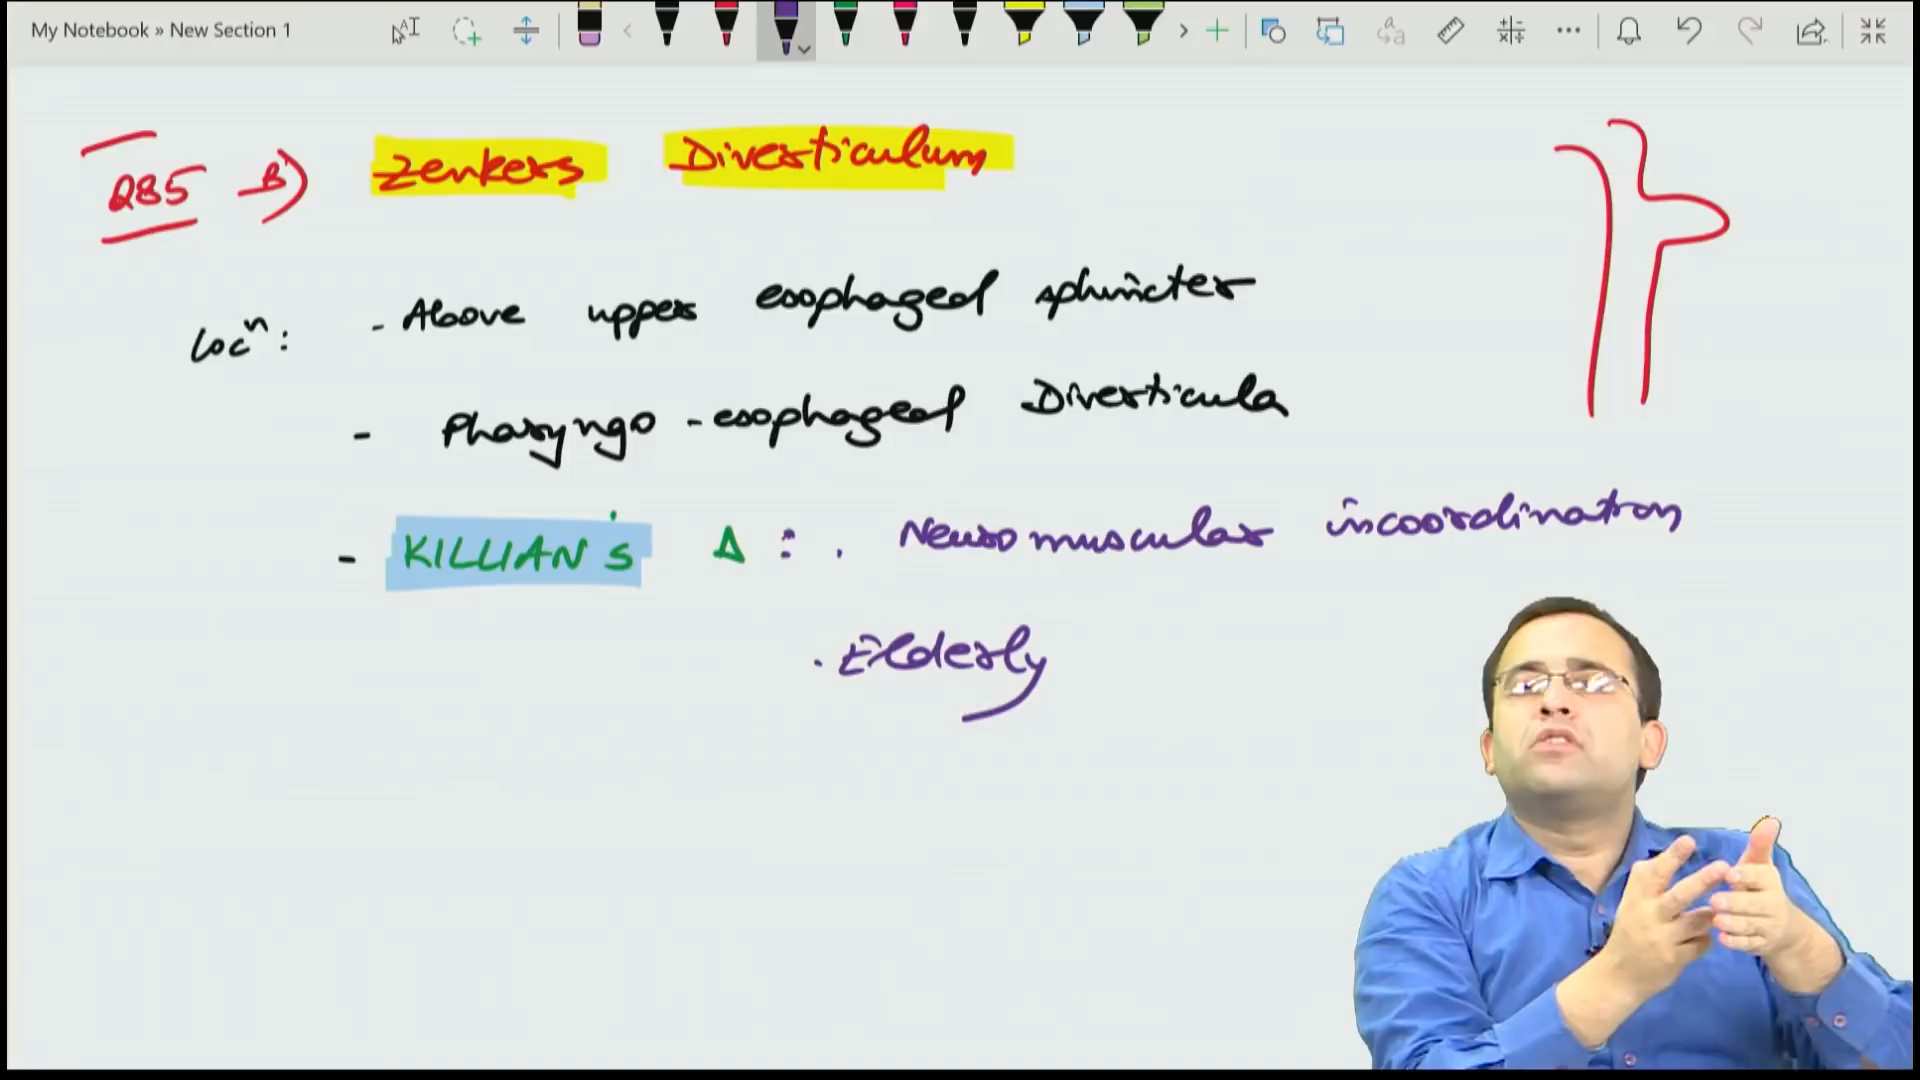 My Notebook » New Section 1
285 B) Zenkers Diverticulum
Locⁿ: - Above upper esophageal sphincter
- Pharyngo-esophageal Diverticula
- KILLIAN'S Δ : . Neuromuscular incoordination
. Elderly